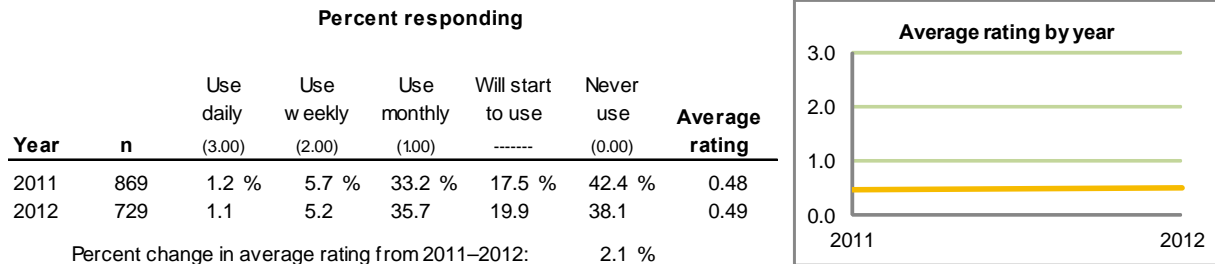 Percent responding
Use Use Use Will start Never
daily weekly monthly to use use Average
Year n (3.00) (2.00) (1.00) ------- (0.00) rating
2011 869 1.2 % 5.7 % 33.2 % 17.5 % 42.4 % 0.48
2012 729 1.1 5.2 35.7 19.9 38.1 0.49
Percent change in average rating from 2011–2012: 2.1 %
Average rating by year
3.0
2.0
1.0
0.0
2011 2012